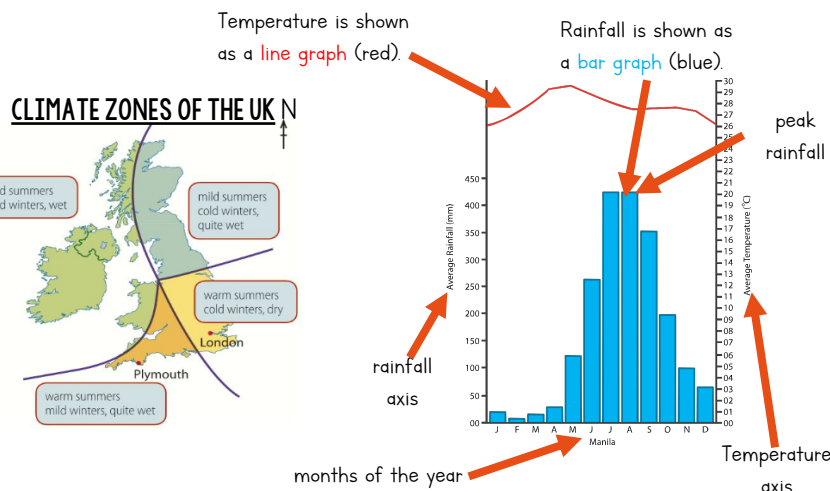 Temperature is shown
as a line graph (red).
Rainfall is shown as
a bar graph (blue).
CLIMATE ZONES OF THE UK N
summers
winters, wet
mild summers
cold winters,
quite wet
warm summers
cold winters, dry
London
Plymouth
warm summers
mild winters, quite wet
peak
rainfall
Average Rainfall (mm)
450
400
350
300
250
200
150
100
50
00
30
29
28
27
26
25
24
23
22
21
20
19
18
17
16
15
14
13
12
11
10
09
08
07
06
05
04
03
02
01
00
Average Temperature (°C)
J F M A M J J A S O N D
Manila
rainfall
axis
months of the year
Temperature
axis